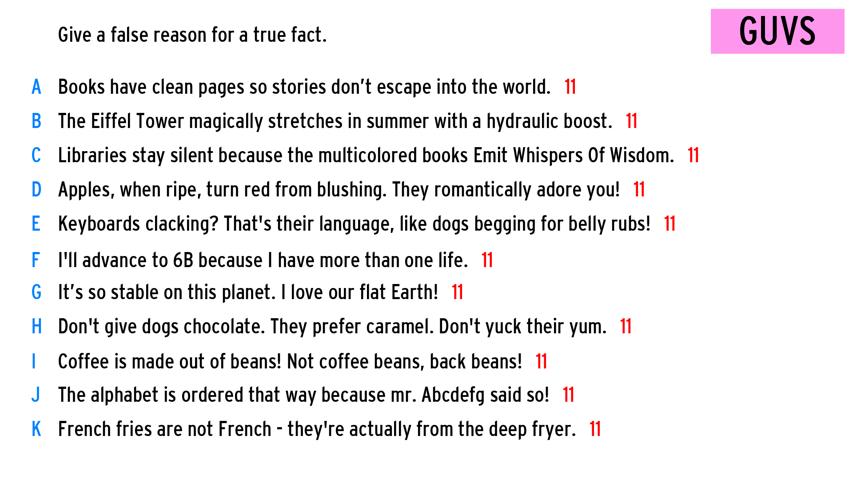 Give a false reason for a true fact.
GUVS
A Books have clean pages so stories don’t escape into the world. 11
B The Eiffel Tower magically stretches in summer with a hydraulic boost. 11
C Libraries stay silent because the multicolored books Emit Whispers Of Wisdom. 11
D Apples, when ripe, turn red from blushing. They romantically adore you! 11
E Keyboards clacking? That's their language, like dogs begging for belly rubs! 11
F I'll advance to 6B because I have more than one life. 11
G It’s so stable on this planet. I love our flat Earth! 11
H Don't give dogs chocolate. They prefer caramel. Don't yuck their yum. 11
I Coffee is made out of beans! Not coffee beans, back beans! 11
J The alphabet is ordered that way because mr. Abcdefg said so! 11
K French fries are not French - they're actually from the deep fryer. 11